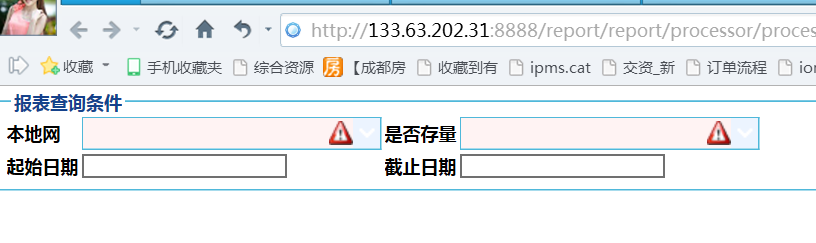 http://133.63.202.31:8888/report/report/processor/proces
收藏 手机收藏夹 综合资源 房 【成都房 收藏到有 ipms.cat 交资_新 订单流程 ion
报表查询条件
本地网 是否存量
起始日期 截止日期